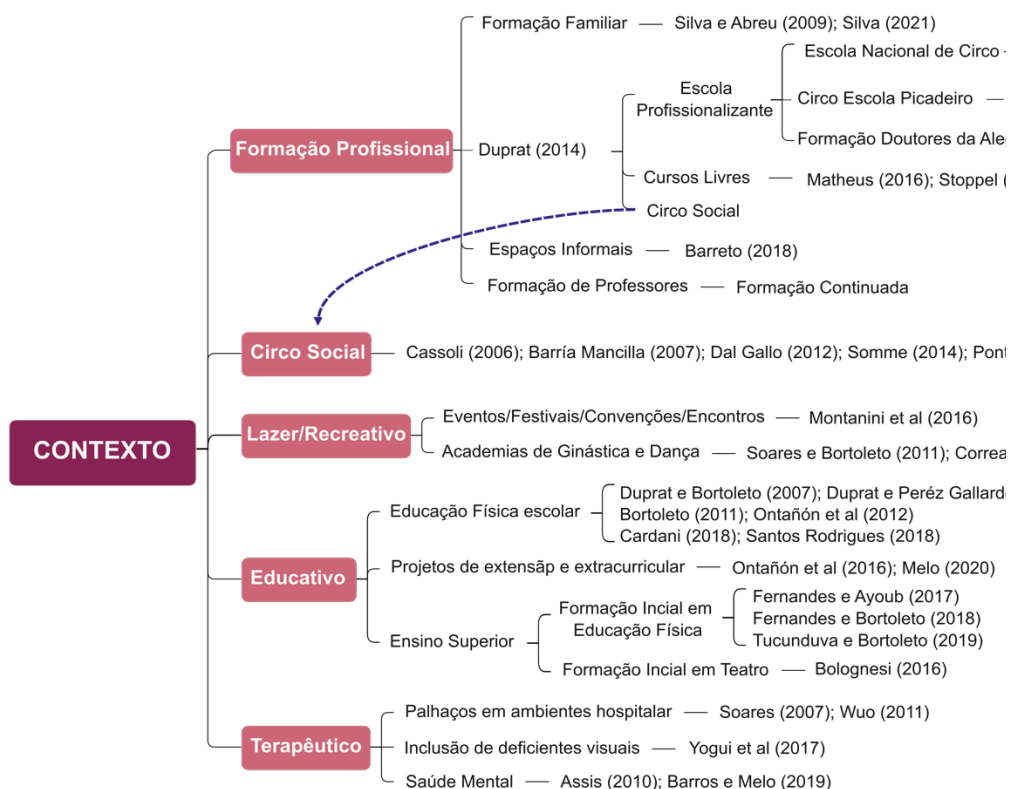 Formação Familiar
Silva e Abreu (2009); Silva (2021)
Escola Nacional de Circo
Escola
Profissionalizante
Circo Escola Picadeiro
Formação Doutores da
Formação Profissional
Duprat (2014)
Cursos Livres
Matheus (2016); Stoppel (
Circo Social
Espaços Informais
Barreto (2018)
Formação de Professores
Formação Continuada
Circo Social
Cassoli (2006); Barría Mancilla (2007); Dal Gallo (2012); Somme (2014);
CONTEXTO
Lazer/Recreativo
Eventos/Festivais/Convenções/Encontros
Montanini et al (2016)
Academias de Ginástica e Dança
Soares e Bortoleto (2011); Correa
Educativo
Educação Física escolar
Duprat e Bortoleto (2007); Duprat e Peréz
Bortoleto (2011); Ontañón et al (2012)
Cardani (2018); Santos Rodrigues (2018)
Projetos de extensãp e extracurricular
Ontañón et al (2016); Melo (2020)
Ensino Superior
Formação Incial em
Educação Física
Fernandes e Ayoub (2017)
Fernandes e Bortoleto (2018)
Tucunduva e Bortoleto (2019)
Formação Incial em Teatro
Bolognesi (2016)
Terapêutico
Palhaços em ambientes hospitalar
Soares (2007); Wuo (2011)
Inclusão de deficientes visuais
Yogui et al (2017)
Saúde Mental
Assis (2010); Barros e Melo (2019)